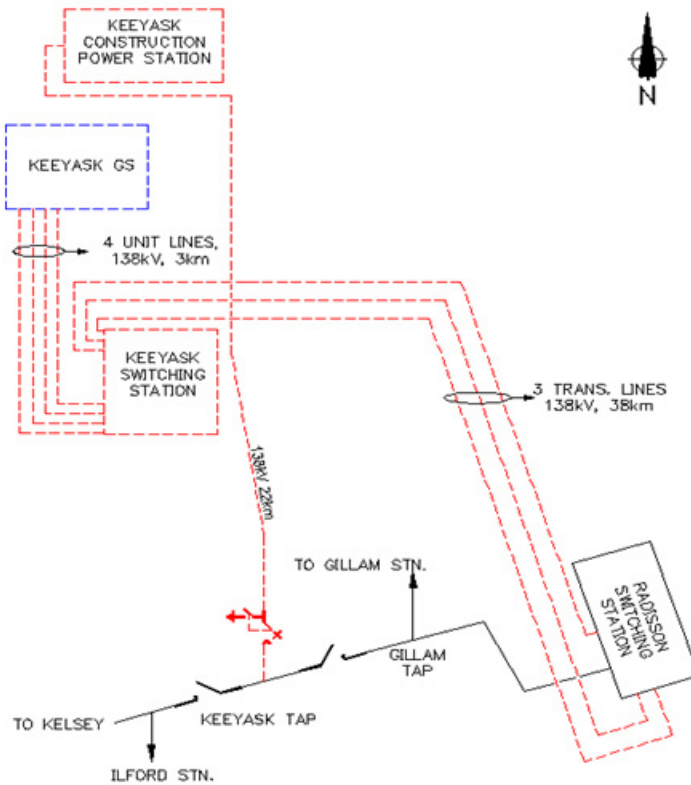 KEEYASK
CONSTRUCTION
POWER STATION
N
KEEYASK GS
4 UNIT LINES,
138kV, 3km
KEEYASK
SWITCHING
STATION
3 TRANS. LINES
138kV, 38km
138kV 22km
TO GILLAM STN.
RADISSON
SWITCHING
STATION
GILLAM
TAP
KEEYASK TAP
TO KELSEY
ILFORD STN.